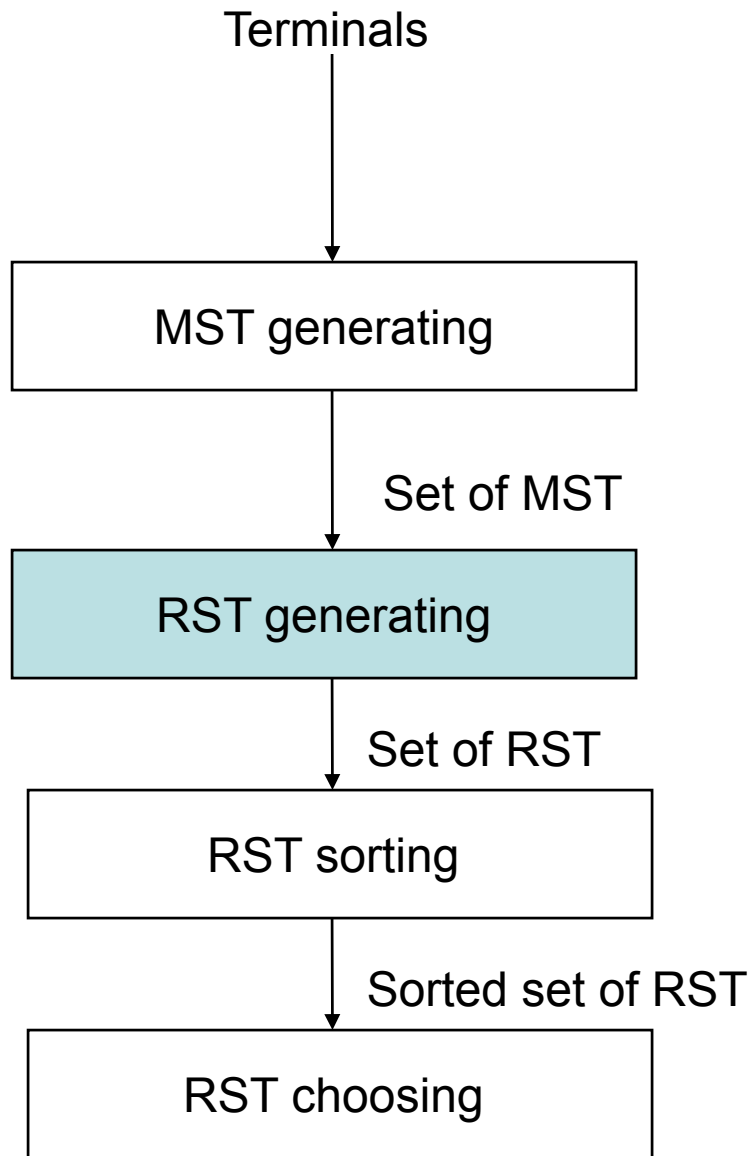 Terminals
MST generating
Set of MST
RST generating
Set of RST
RST sorting
Sorted set of RST
RST choosing